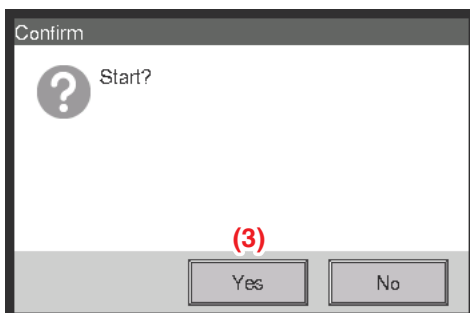 Confirm
Start?
(3)
Yes No